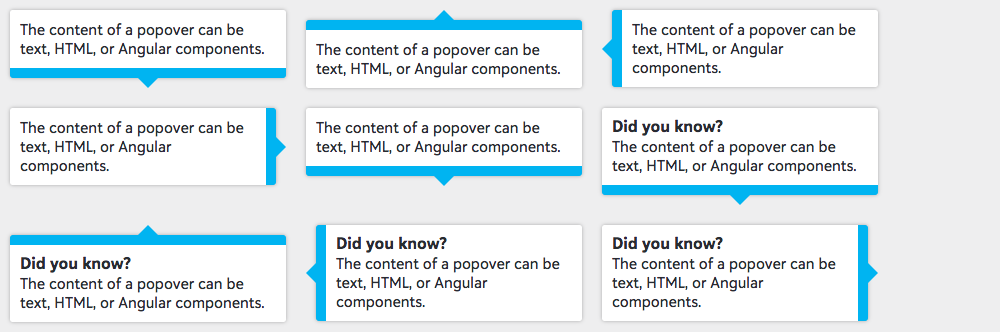 The content of a popover can be
text, HTML, or Angular components.
The content of a popover can be
text, HTML, or Angular components.
The content of a popover can be
text, HTML, or Angular
components.
The content of a popover can be
text, HTML, or Angular
components.
The content of a popover can be
text, HTML, or Angular components.
Did you know?
The content of a popover can be
text, HTML, or Angular components.
Did you know?
The content of a popover can be
text, HTML, or Angular components.
Did you know?
The content of a popover can be
text, HTML, or Angular
components.
Did you know?
The content of a popover can be
text, HTML, or Angular
components.